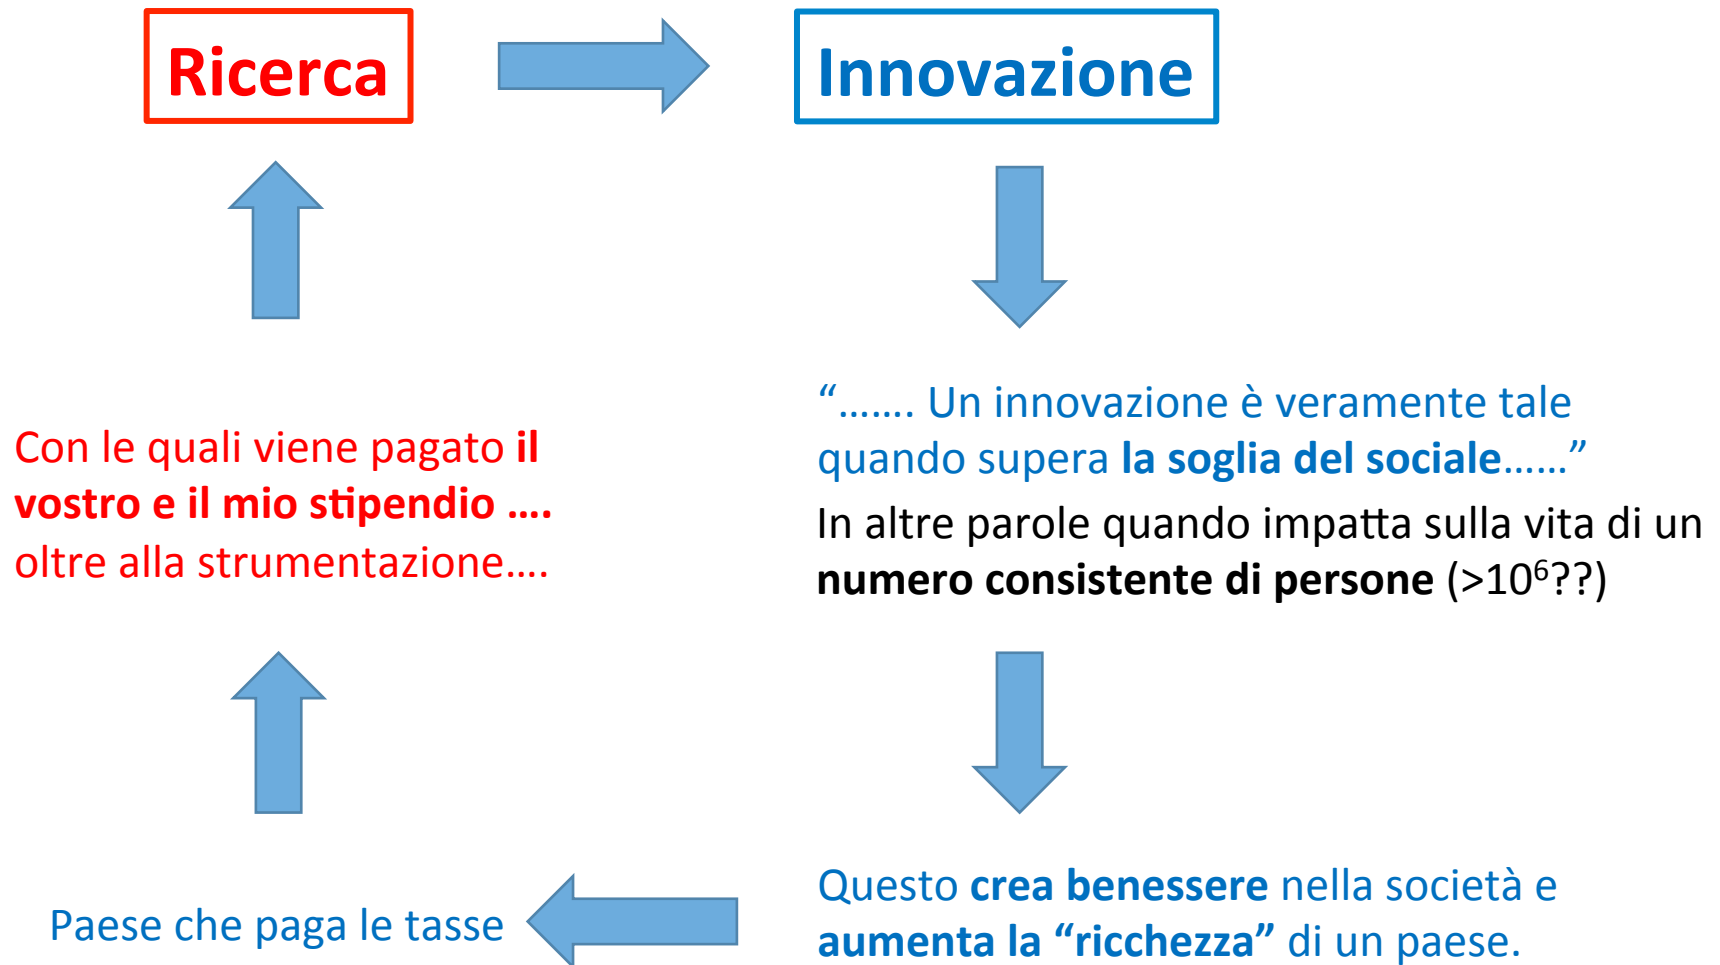 Ricerca
Innovazione
“……. Un innovazione è veramente tale
quando supera la soglia del sociale……”
In altre parole quando impatta sulla vita di un
numero consistente di persone (>10⁶??)
Questo crea benessere nella società e
aumenta la “ricchezza” di un paese.
Paese che paga le tasse
Con le quali viene pagato il
vostro e il mio stipendio ….
oltre alla strumentazione….